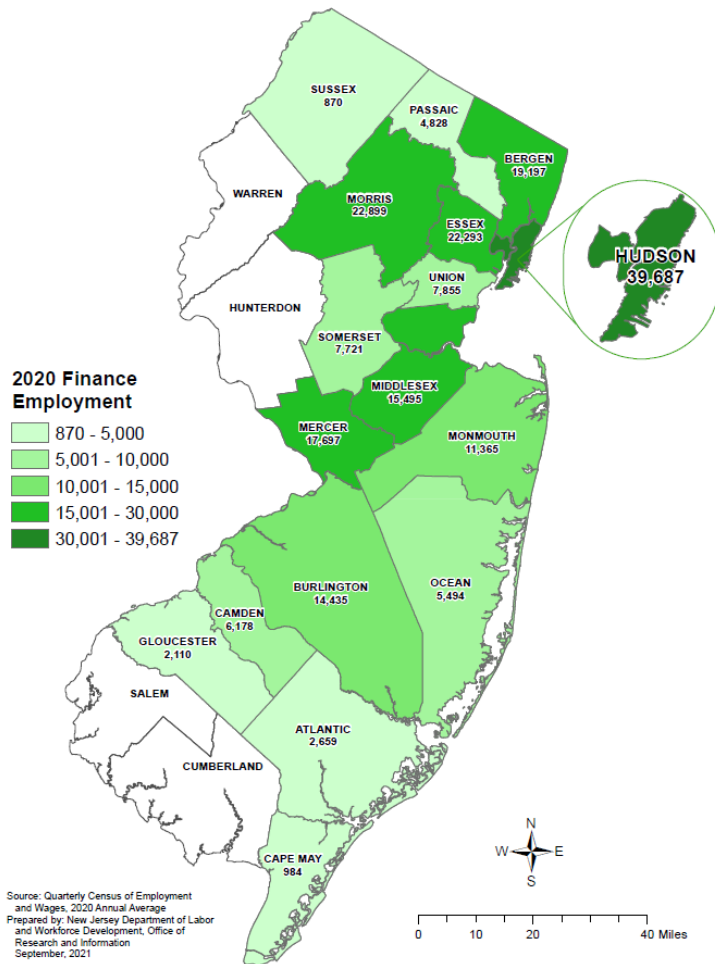 SUSSEX
870
PASSAIC
4,828
BERGEN
19,197
WARREN
MORRIS
22,899
ESSEX
22,293
HUDSON
39,687
UNION
7,855
HUNTERDON
SOMERSET
7,721
2020 Finance
Employment
870 - 5,000
5,001 - 10,000
10,001 - 15,000
15,001 - 30,000
30,001 - 39,687
MIDDLESEX
15,495
MERCER
17,697
MONMOUTH
11,365
BURLINGTON
14,435
OCEAN
5,494
CAMDEN
6,178
GLOUCESTER
2,110
SALEM
ATLANTIC
2,659
CUMBERLAND
CAPE MAY
984
N
W E
S
Source: Quarterly Census of Employment
and Wages, 2020 Annual Average
Prepared by: New Jersey Department of Labor
and Workforce Development, Office of
Research and Information
September, 2021
0 10 20 40 Miles